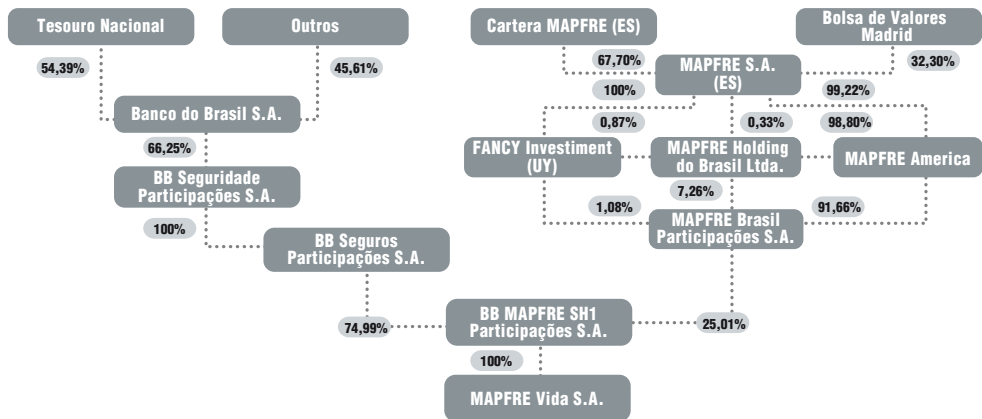 Tesouro Nacional
Outros
Cartera MAPFRE (ES)
Bolsa de Valores
Madrid
54,39%
45,61%
67,70%
MAPFRE S.A.
(ES)
32,30%
100%
99,22%
Banco do Brasil S.A.
0,87%
0,33%
98,80%
66,25%
FANCY Investiment
(UY)
MAPFRE Holding
do Brasil Ltda.
MAPFRE America
BB Seguridade
Participações S.A.
7,26%
100%
1,08%
MAPFRE Brasil
Participações S.A.
91,66%
BB Seguros
Participações S.A.
74,99%
BB MAPFRE SH1
Participações S.A.
25,01%
100%
MAPFRE Vida S.A.